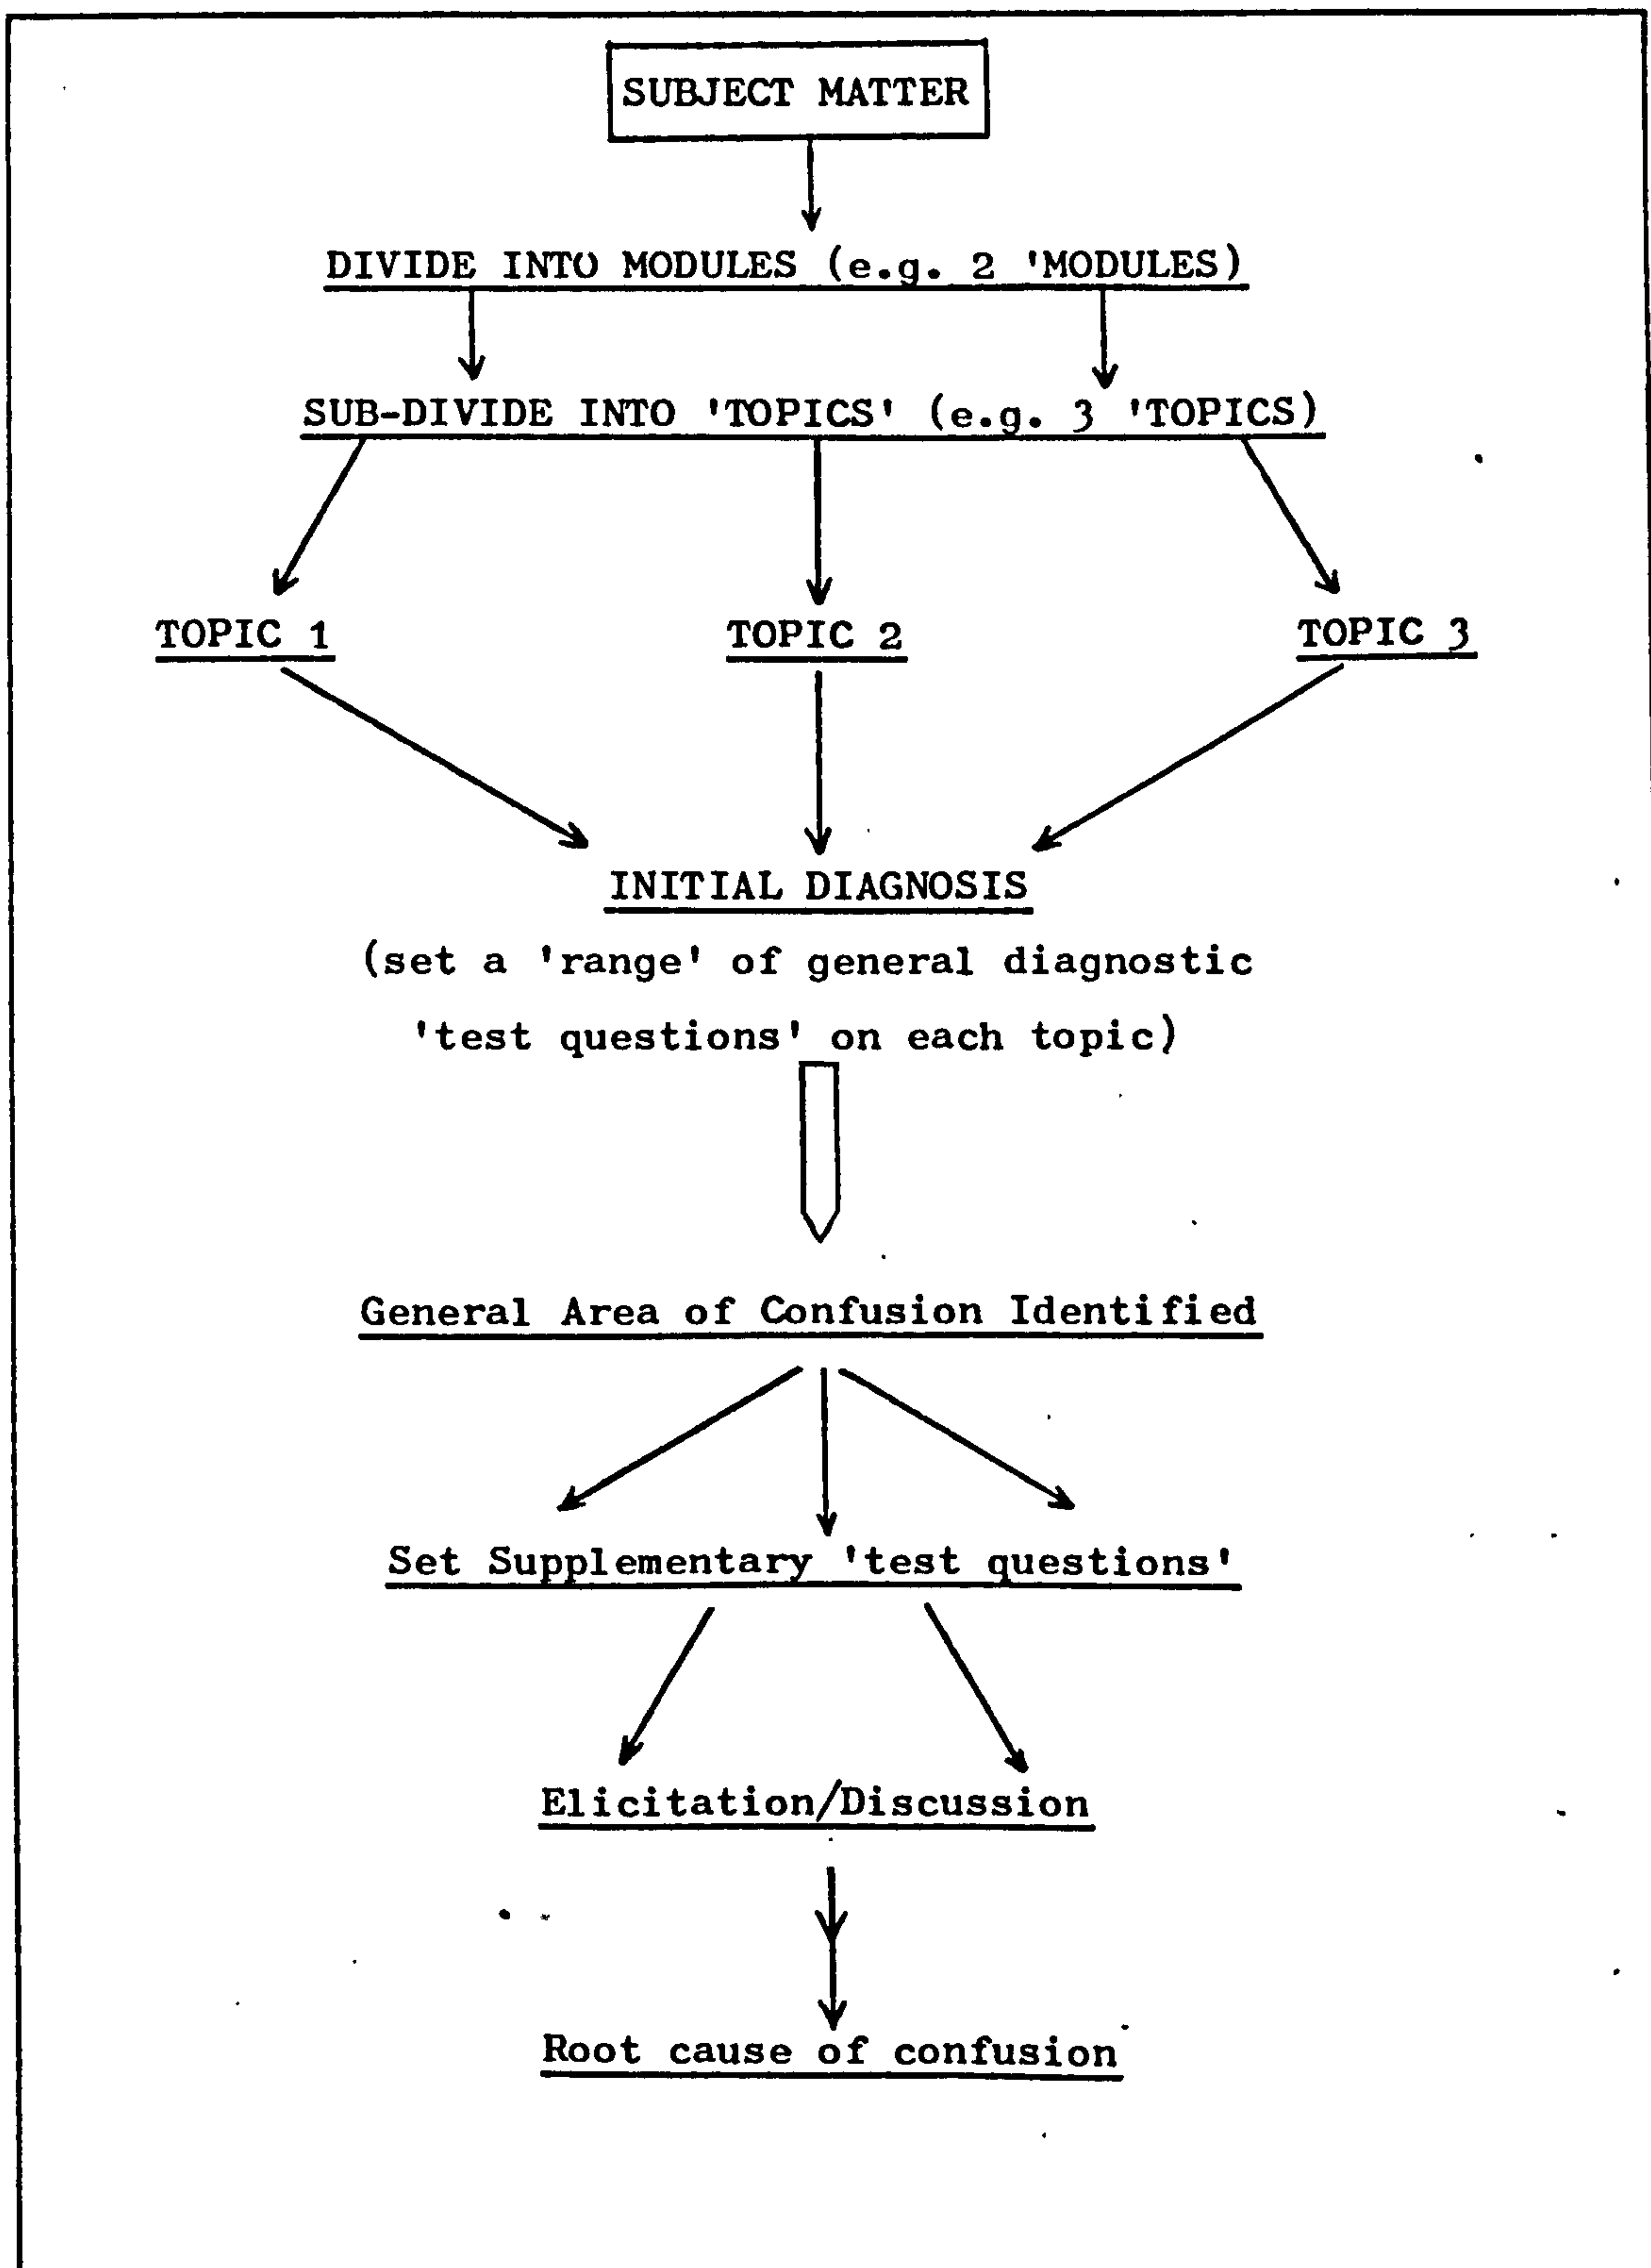 SUBJECT MATTER
DIVIDE INTO MODULES (e.g. 2 'MODULES)
SUB-DIVIDE INTO 'TOPICS' (e.g. 3 'TOPICS)
TOPIC 1 TOPIC 2 TOPIC 3
INITIAL DIAGNOSIS
(set a 'range' of general diagnostic
'test questions' on each topic)
General Area of Confusion Identified
Set Supplementary 'test questions'
Elicitation/Discussion
Root cause of confusion